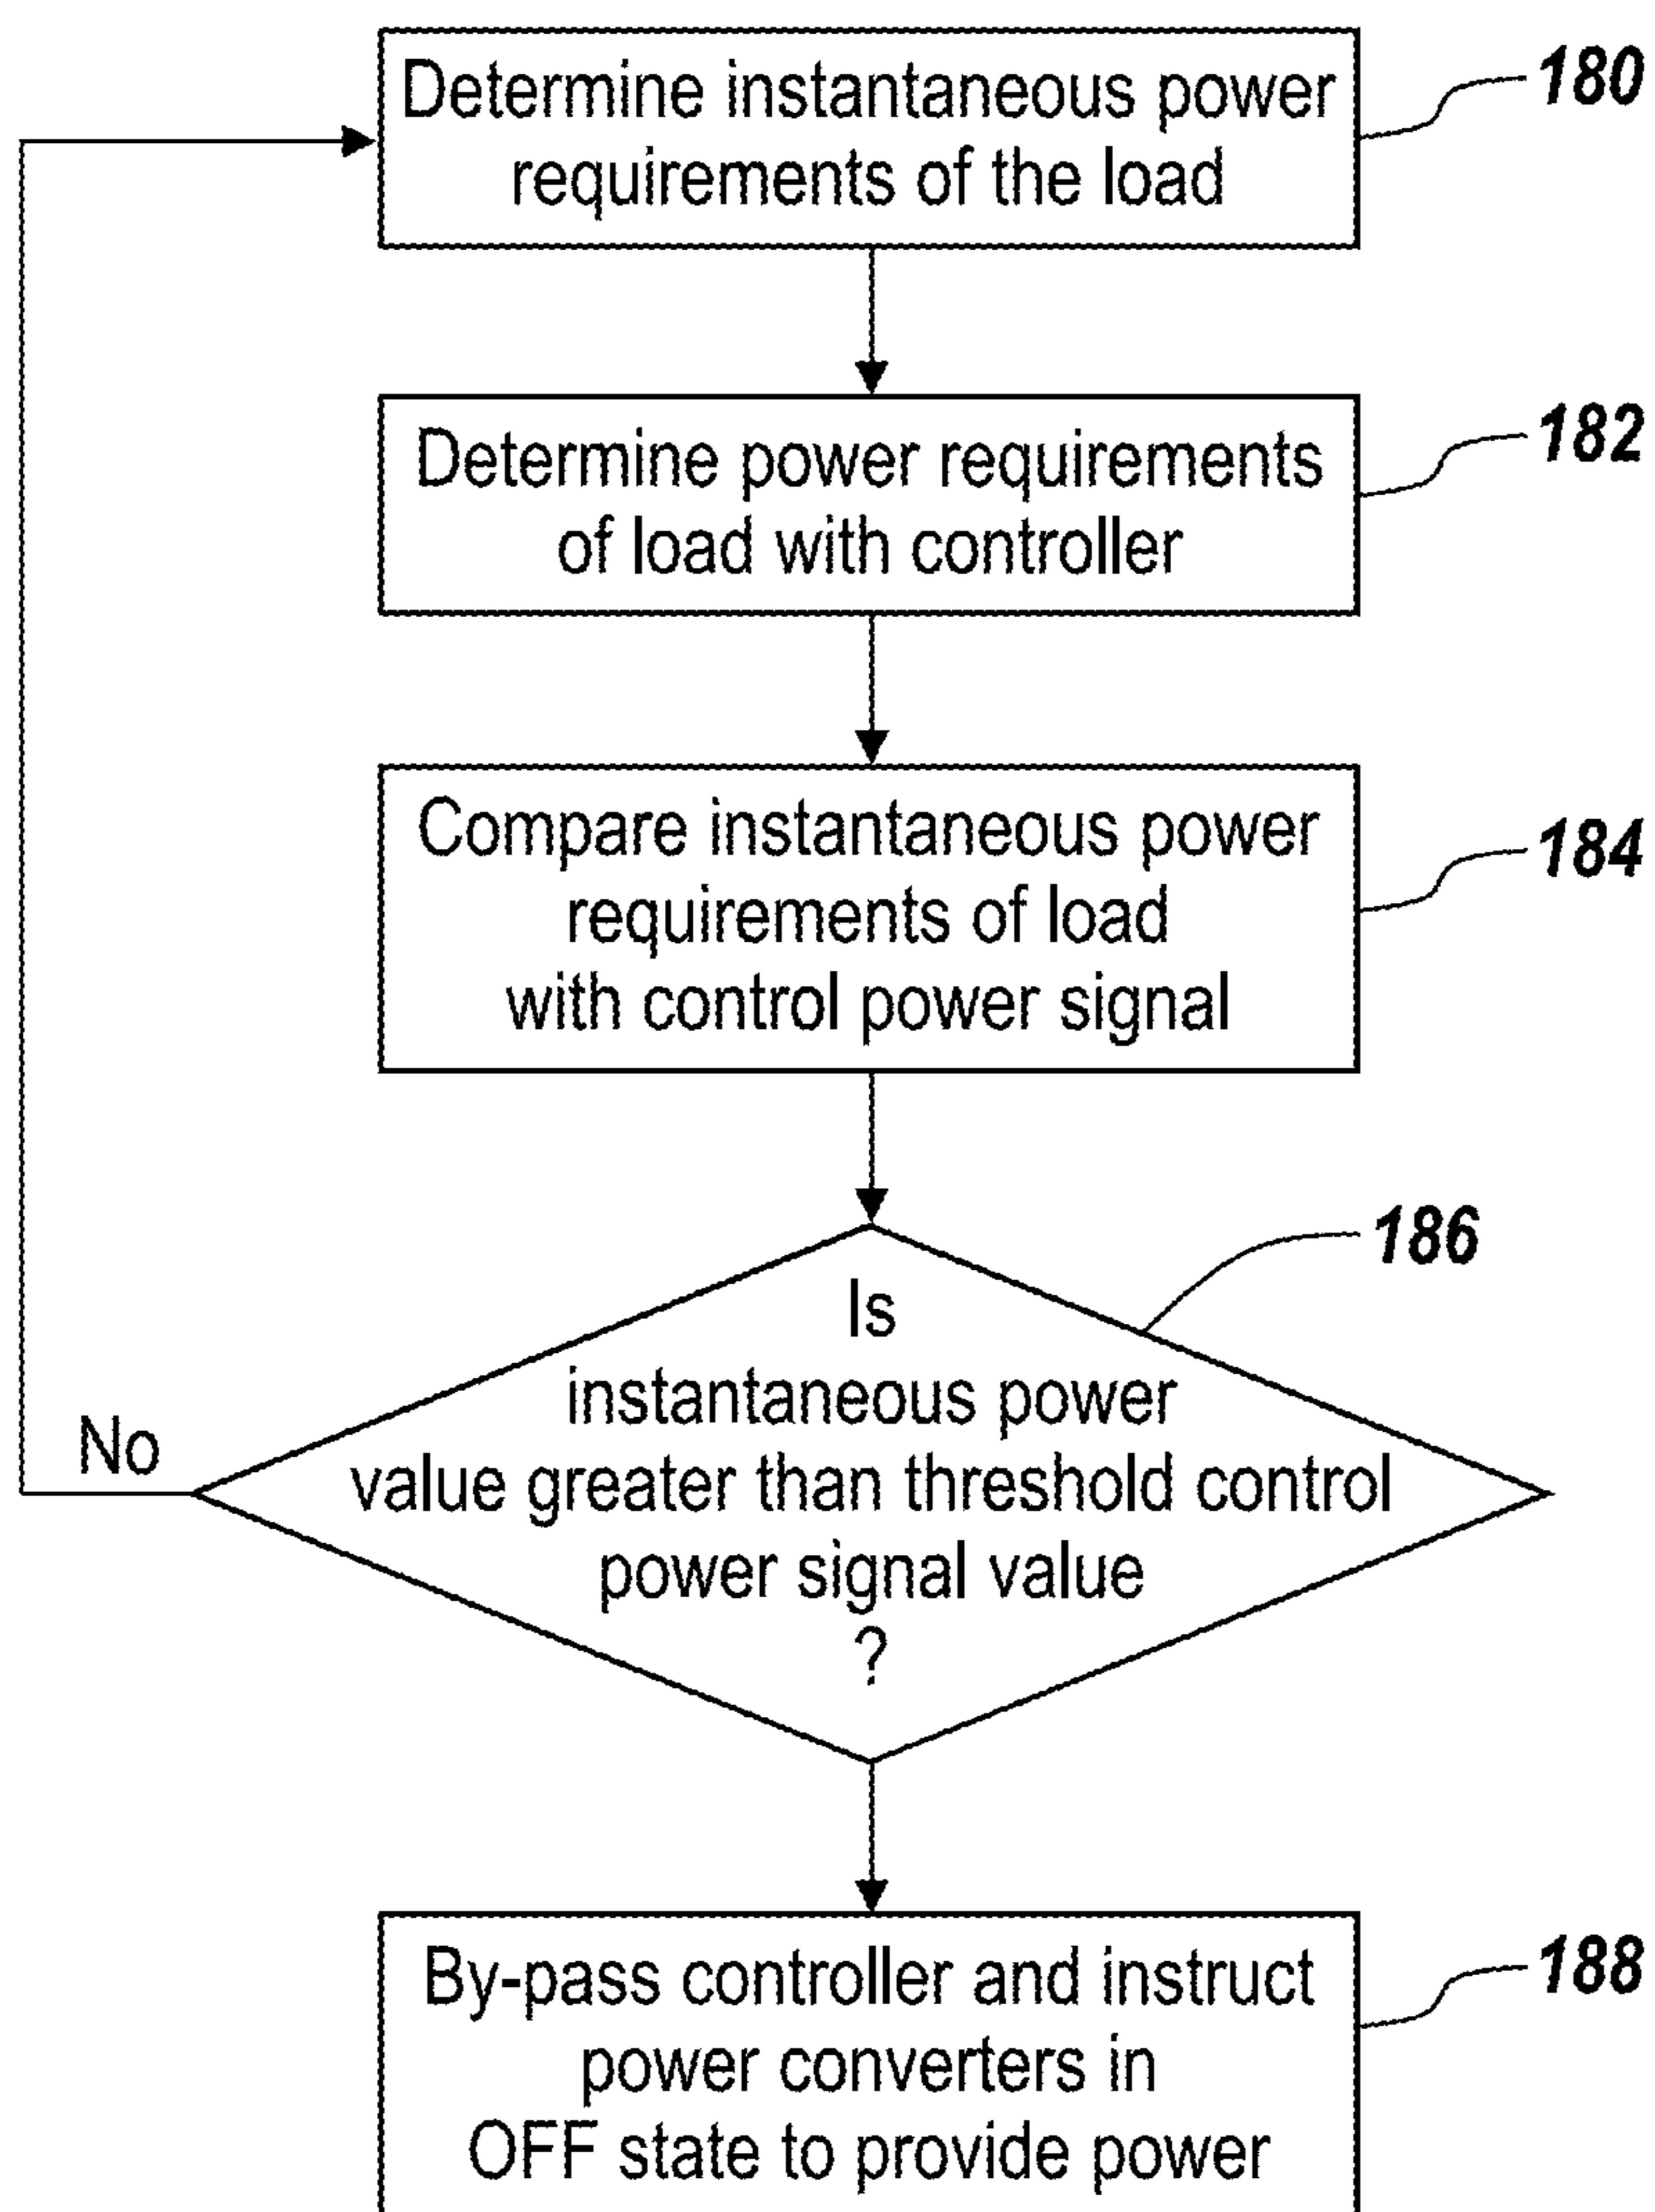 Determine instantaneous power
requirements of the load
180
Determine power requirements
of load with controller
182
Compare instantaneous power
requirements of load
with control power signal
184
186
Is
instantaneous power
value greater than threshold control
power signal value
?
No
By-pass controller and instruct
power converters in
OFF state to provide power
188